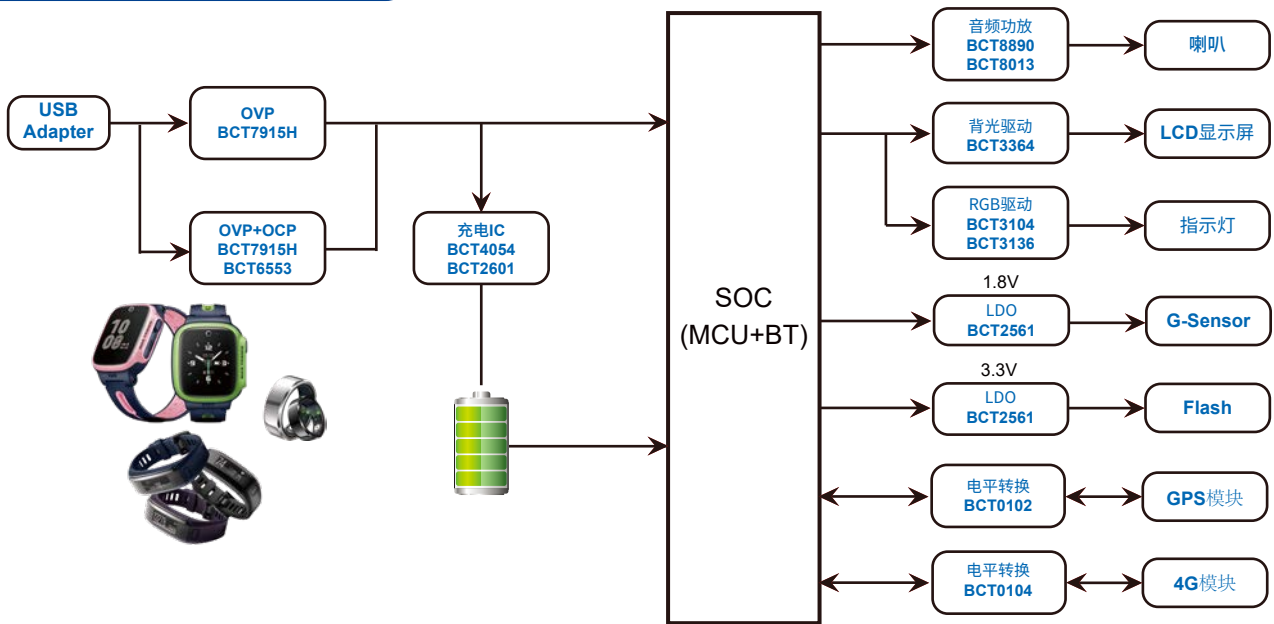 USB
Adapter
OVP
BCT7915H
OVP+OCP
BCT7915H
BCT6553
充电IC
BCT4054
BCT2601
SOC
(MCU+BT)
音频功放
BCT8890
BCT8013
喇叭
背光驱动
BCT3364
LCD显示屏
RGB驱动
BCT3104
BCT3136
指示灯
1.8V
LDO
BCT2561
G-Sensor
3.3V
LDO
BCT2561
Flash
电平转换
BCT0102
GPS模块
电平转换
BCT0104
4G模块
10
08